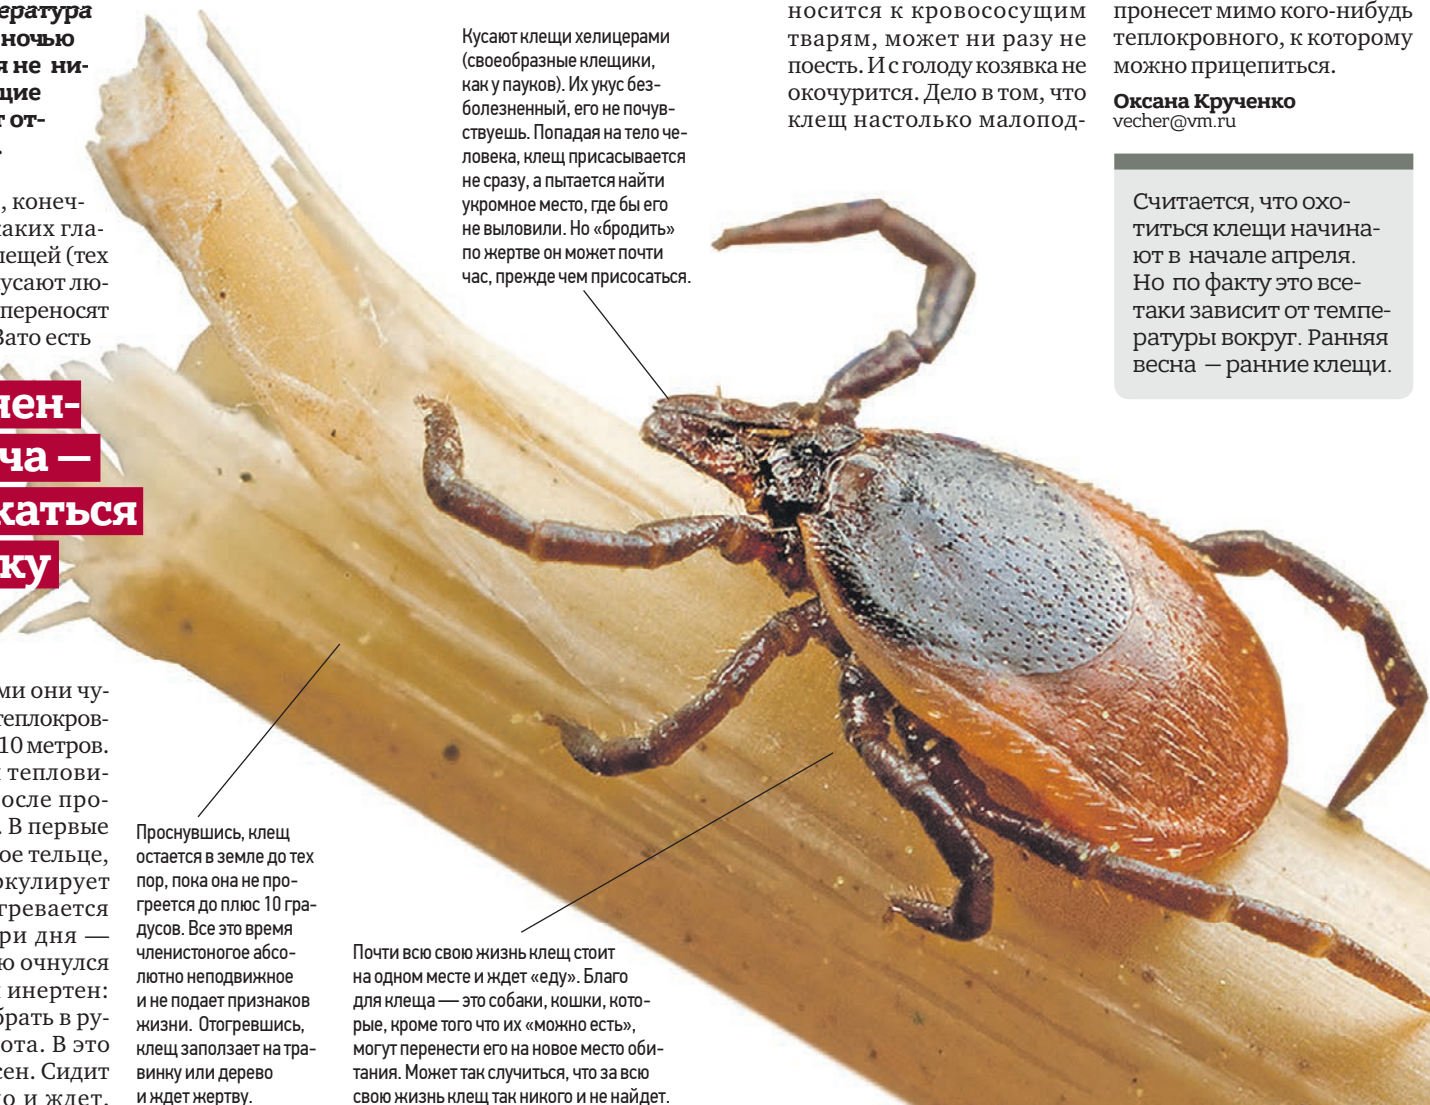 ература
ночью
я не ни-
щие
т от-
, конеч-
каких гла-
лещей (тех
кусают лю-
переносят
Зато есть
ча —
каться
ку
ми они чу-
теплокров-
10 метров.
теплови-
осле про-
. В первые
ое тельце,
ркулирует
гревается
ри дня —
ю очнулся
инертен:
брать в ру-
ота. В это
сен. Сидит
о и ждет.
Кусают клещи хелицерами
(своеобразные клещики,
как у пауков). Их укус без-
болезненный, его не почув-
ствуешь. Попадая на тело че-
ловека, клещ присасывается
не сразу, а пытается найти
укромное место, где бы его
не выловили. Но «бродить»
по жертве он может почти
час, прежде чем присосаться.
Проснувшись, клещ
остается в земле до тех
пор, пока она не про-
греется до плюс 10 гра-
дусов. Все это время
членистоногое абсо-
лютно неподвижное
и не подает признаков
жизни. Отогревшись,
клещ заползает на тра-
винку или дерево
и ждет жертву.
Почти всю свою жизнь клещ стоит
на одном месте и ждет «еду». Благо
для клеща — это собаки, кошки, кото-
рые, кроме того что их «можно есть»,
могут перенести его на новое место оби-
тания. Может так случиться, что за всю
свою жизнь клещ так никого и не найдет.
носится к кровососущим
тварям, может ни разу не
поесть. И с голоду козявка не
окочурится. Дело в том, что
клещ настолько малопод-
пронесет мимо кого-нибудь
теплокровного, к которому
можно прицепиться.
Оксана Крученко
vecher@vm.ru
Считается, что охо-
титься клещи начина-
ют в начале апреля.
Но по факту это все-
таки зависит от темпе-
ратуры вокруг. Ранняя
весна — ранние клещи.